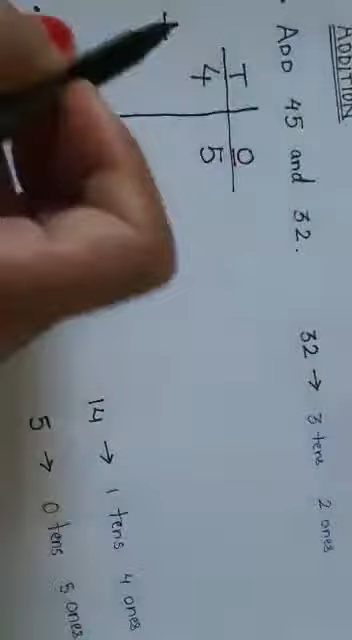 ADDITION
ADD 45 and 32.
T O
4 5
32 → 3 tens 2 ones
14 → 1 tens 4 ones
5 → 0 tens 5 ones